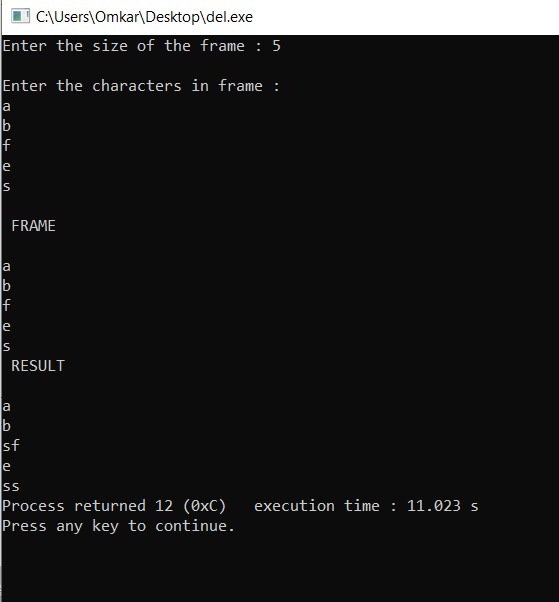 C:\Users\Omkar\Desktop\del.exe
Enter the size of the frame : 5
Enter the characters in frame :
a
b
f
e
s
FRAME
a
b
f
e
s
RESULT
a
b
sf
e
ss
Process returned 12 (0xC)   execution time : 11.023 s
Press any key to continue.